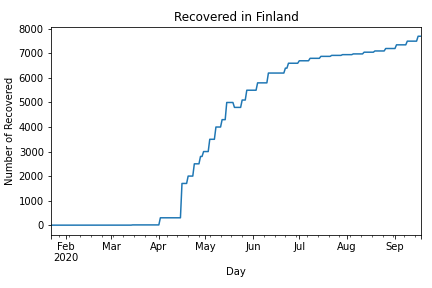 Recovered in Finland
Number of Recovered
8000
7000
6000
5000
4000
3000
2000
1000
0
Feb Mar Apr May Jun Jul Aug Sep
2020
Day